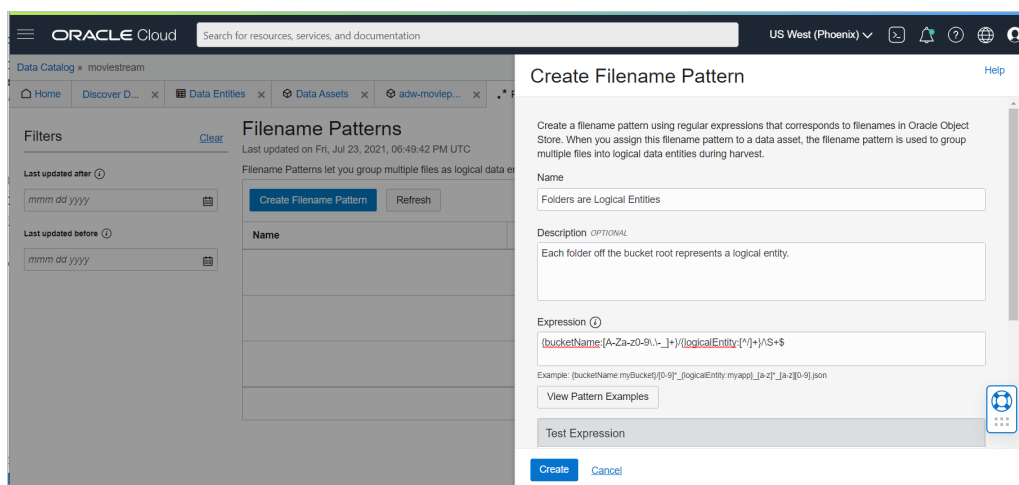 ORACLE Cloud
Search for resources, services, and documentation
US West (Phoenix)
Data Catalog » moviestream
Home
Discover D...
Data Entities
Data Assets
adw-moviep...
Filters
Clear
Last updated after
mmm dd yyyy
Last updated before
mmm dd yyyy
Filename Patterns
Last updated on Fri, Jul 23, 2021, 06:49:42 PM UTC
Filename Patterns let you group multiple files as logical data
Create Filename Pattern
Refresh
Name
Create Filename Pattern
Help
Create a filename pattern using regular expressions that corresponds to filenames in Oracle Object
Store. When you assign this filename pattern to a data asset, the filename pattern is used to group
multiple files into logical data entities during harvest.
Name
Folders are Logical Entities
Description OPTIONAL
Each folder off the bucket root represents a logical entity.
Expression
{bucketName:[A-Za-z0-9\.\-_]+}/{logicalEntity:[^/]+}/\S+$
Example: {bucketName:myBucket}/[0-9]*_{logicalEntity:myapp}_[a-z]*_[a-z][0-9].json
View Pattern Examples
Test Expression
Create
Cancel